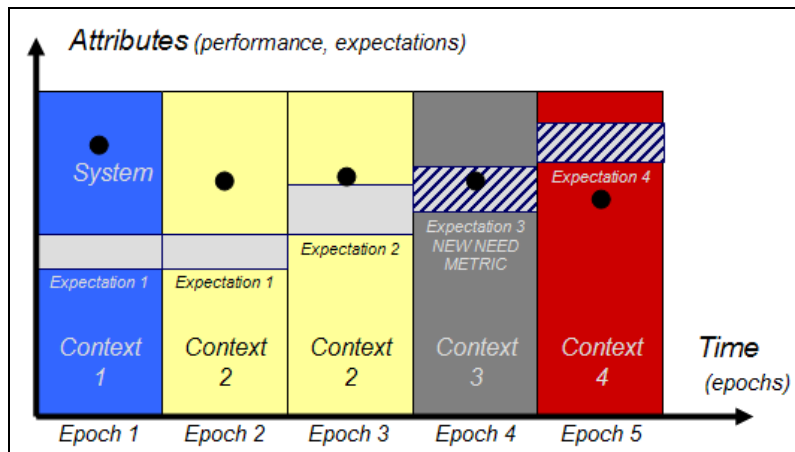 Attributes (performance, expectations)
System
Expectation 1
Expectation 1
Expectation 2
Expectation 3
NEW NEED
METRIC
Expectation 4
Context
1
Context
2
Context
2
Context
3
Context
4
Time
(epochs)
Epoch 1
Epoch 2
Epoch 3
Epoch 4
Epoch 5